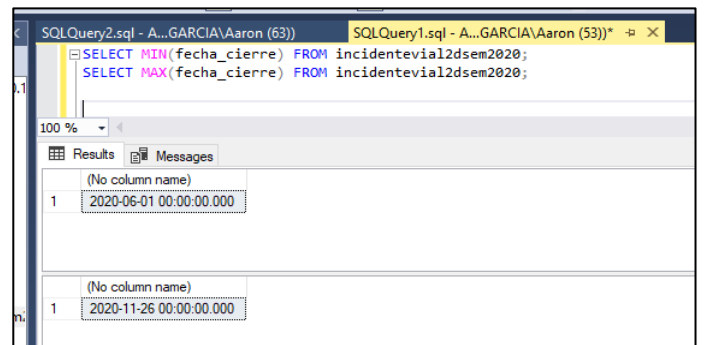 SQLQuery2.sql - A...GARCIA\Aaron (63)) SQLQuery1.sql - A...GARCIA\Aaron (53))*
SELECT MIN(fecha_cierre) FROM incidentevial2dsem2020;
SELECT MAX(fecha_cierre) FROM incidentevial2dsem2020;
100 %
Results Messages
(No column name)
1 2020-06-01 00:00:00.000
(No column name)
1 2020-11-26 00:00:00.000